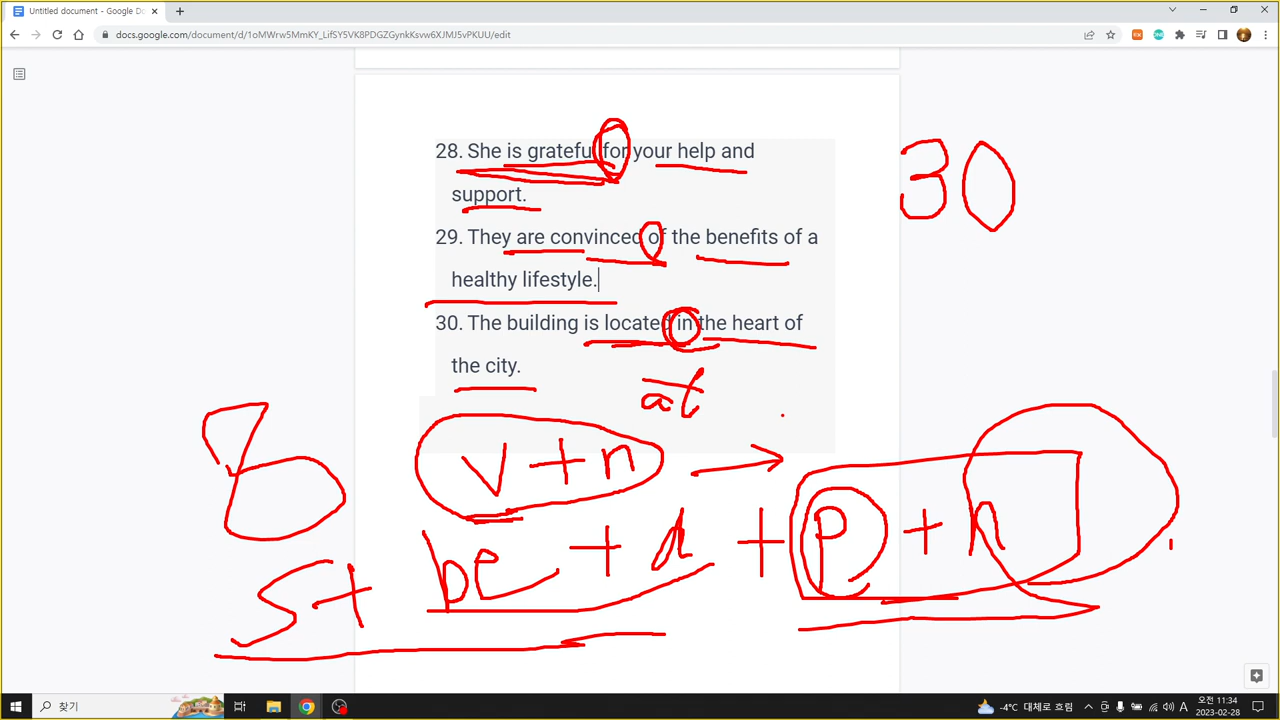 Untitled document - Google Do
docs.google.com/document/d/1oMWrw5MmKY_LifSY5VK8PDGZGynkKsvw6XJMJ5vPKUU/edit
28. She is grateful for your help and
support.
30
29. They are convinced of the benefits of a
healthy lifestyle.
30. The building is located in the heart of
the city.
at
8
v + n →
S + be + d + p + n
찾기
-4°C 대체로 흐림
A
오전 11:34
2023-02-28